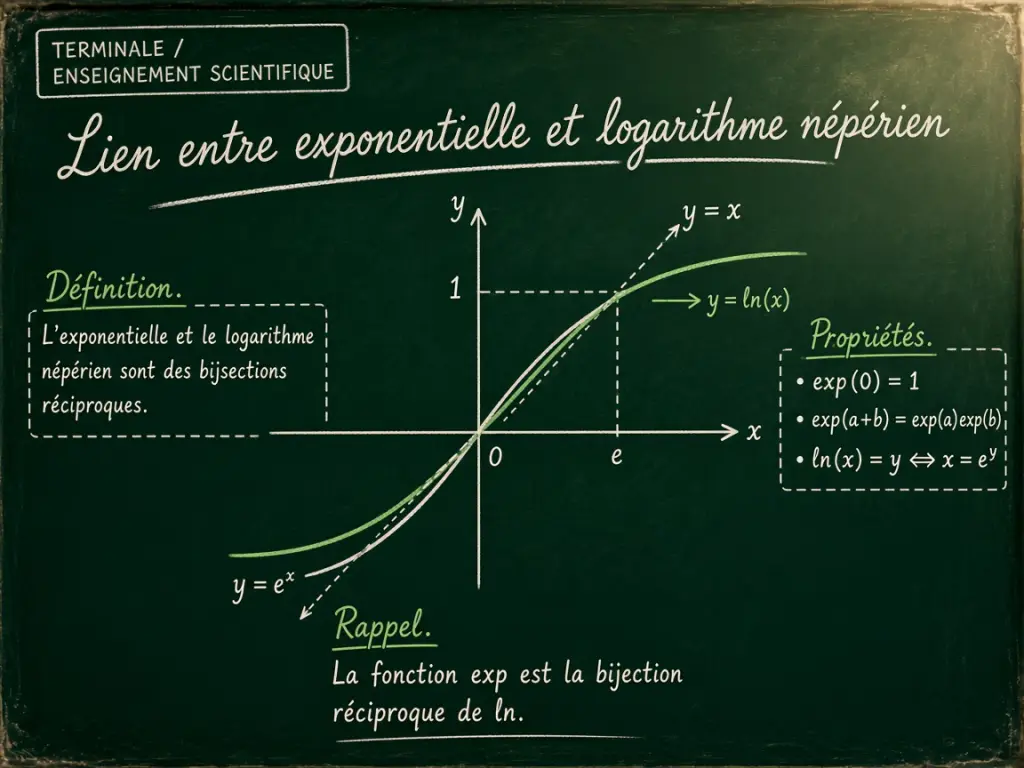 TERMINALE /
ENSEIGNEMENT SCIENTIFIQUE
Lien entre exponentielle et logarithme népérien
y
y = x
1
y = ln(x)
Définition.
L'exponentielle et le logarithme
népérien sont des bijsections
réciproques.
x
0
e
Propriétés.
• exp(0) = 1
• exp(a+b) = exp(a)exp(b)
• ln(x) = y ⇔ x = eʸ
y = eˣ
Rappel.
La fonction exp est la bijection
réciproque de ln.